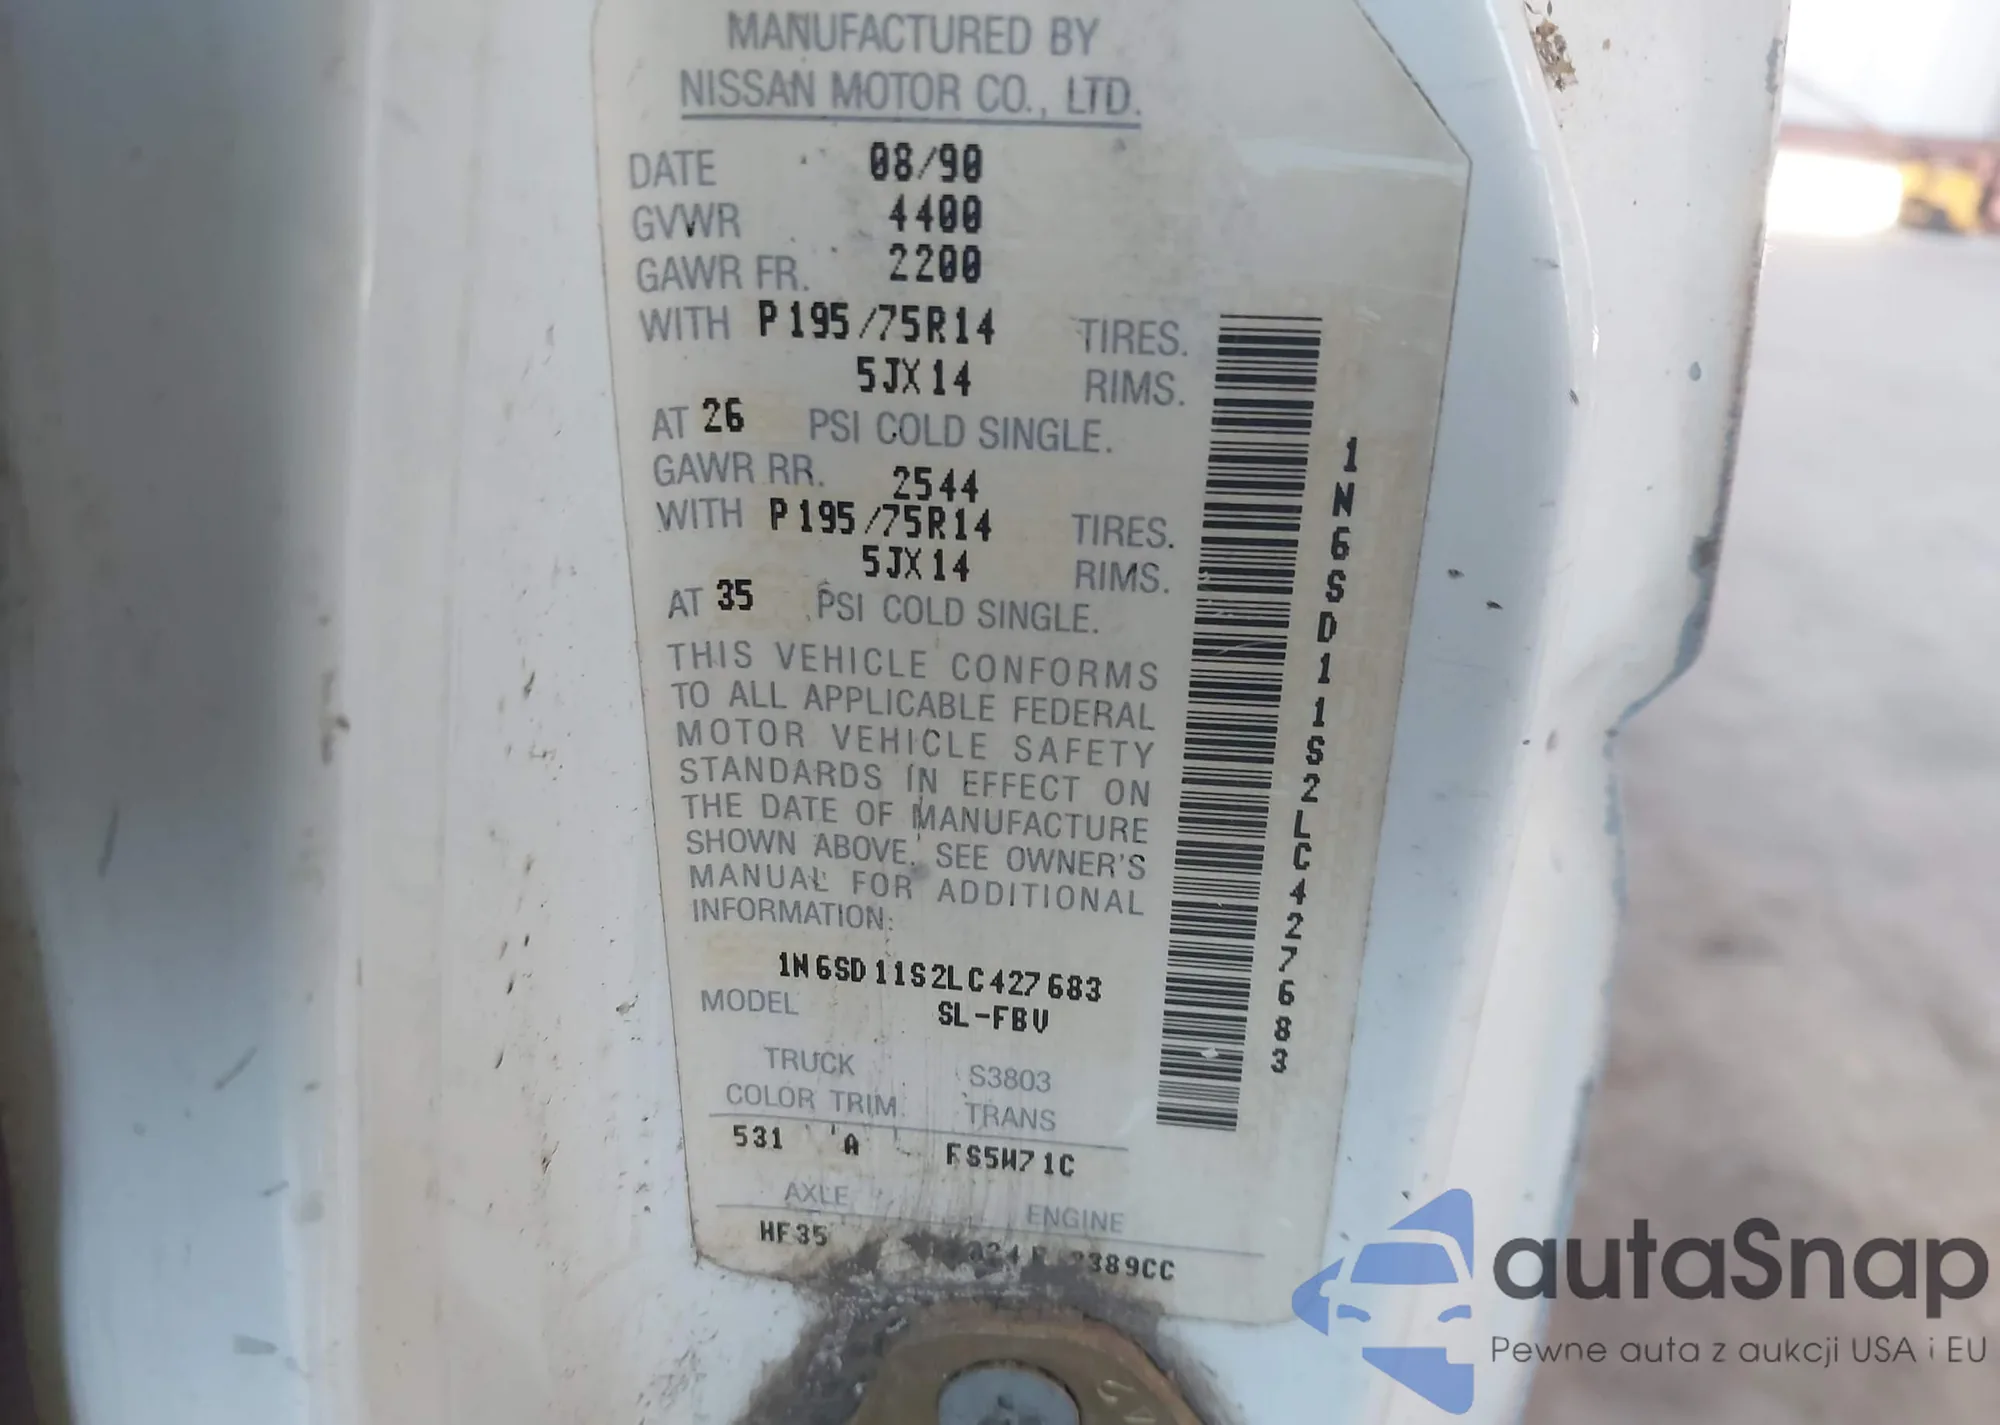 MANUFACTURED BY
NISSAN MOTOR CO., LTD.
DATE 08/90
GVWR 4400
GAWR FR. 2200
WITH P195/75R14 TIRES.
5JX14 RIMS.
AT 26 PSI COLD SINGLE.
GAWR RR. 2544
WITH P195/75R14 TIRES.
5JX14 RIMS.
AT 35 PSI COLD SINGLE.
THIS VEHICLE CONFORMS
TO ALL APPLICABLE FEDERAL
MOTOR VEHICLE SAFETY
STANDARDS IN EFFECT ON
THE DATE OF MANUFACTURE
SHOWN ABOVE. SEE OWNER'S
MANUAL FOR ADDITIONAL
INFORMATION:
1N6SD11S2LC427683
MODEL SL-FBV
TRUCK S3803
COLOR TRIM TRANS
531 A FS5W71C
AXLE ENGINE
HF35 2389CC
1N6SD11S2LC427683
autaSnap
Pewne auta z aukcji USA i EU